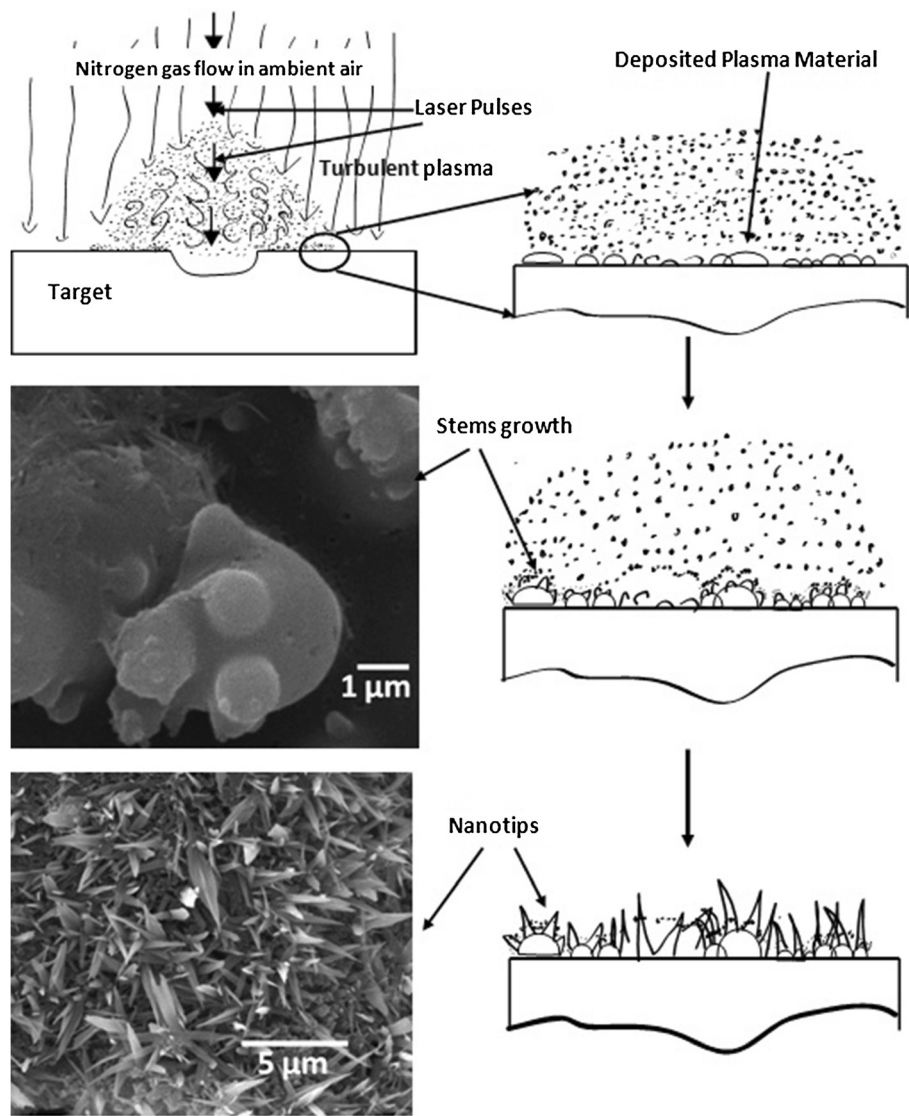 Nitrogen gas flow in ambient air
Laser Pulses
Turbulent plasma
Target
Deposited Plasma Material
Stems growth
1 µm
Nanotips
5 µm